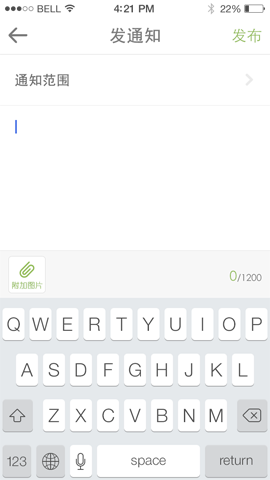 BELL 4:21 PM 22%
发通知 发布
通知范围
附加图片 0/1200
Q W E R T Y U I O P
A S D F G H J K L
Z X C V B N M
123 space return